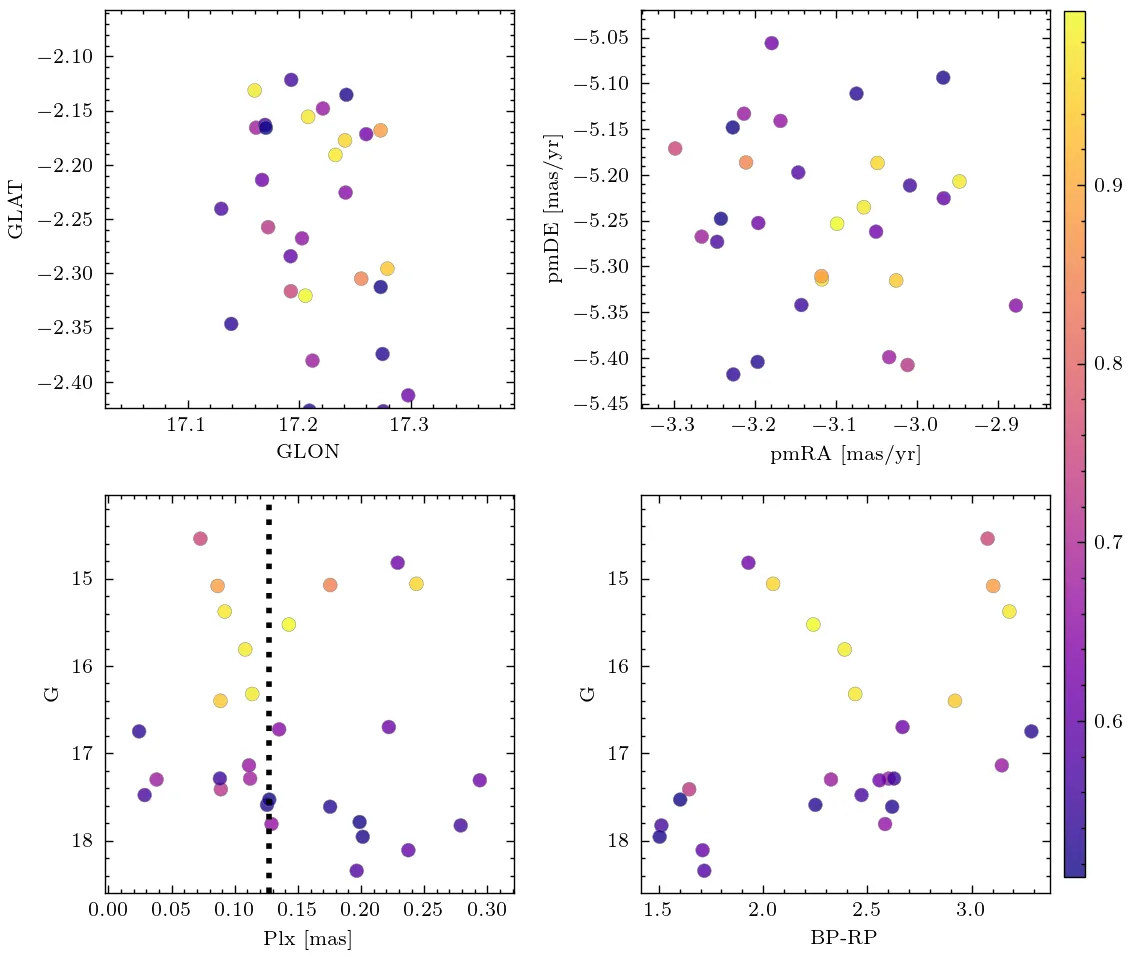 −2.10
−2.15
−2.20
−2.25
−2.30
−2.35
−2.40
GLAT
17.1 17.2 17.3
GLON
−5.05
−5.10
−5.15
−5.20
−5.25
−5.30
−5.35
−5.40
−5.45
pmDE [mas/yr]
−3.3 −3.2 −3.1 −3.0 −2.9
pmRA [mas/yr]
15
16
17
18
G
0.00 0.05 0.10 0.15 0.20 0.25 0.30
Plx [mas]
15
16
17
18
G
1.5 2.0 2.5 3.0
BP-RP
0.9
0.8
0.7
0.6